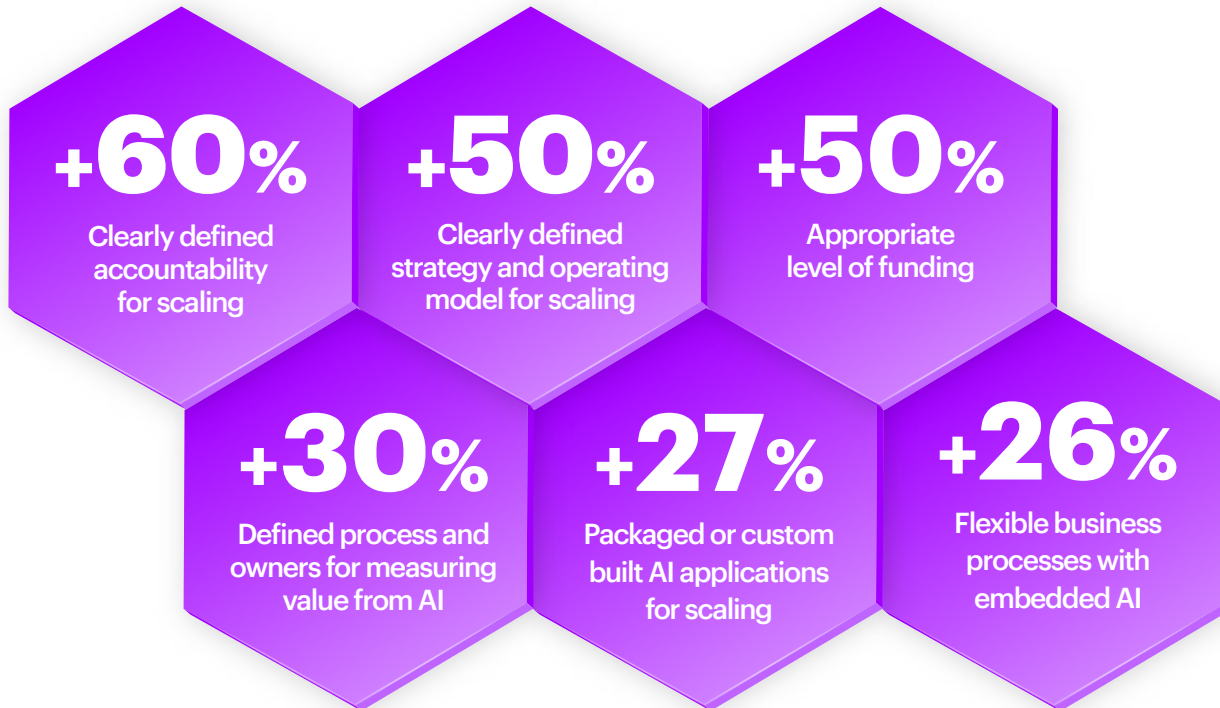 +60%
Clearly defined
accountability
for scaling
+50%
Clearly defined
strategy and operating
model for scaling
+50%
Appropriate
level of funding
+30%
Defined process and
owners for measuring
value from AI
+27%
Packaged or custom
built AI applications
for scaling
+26%
Flexible business
processes with
embedded AI